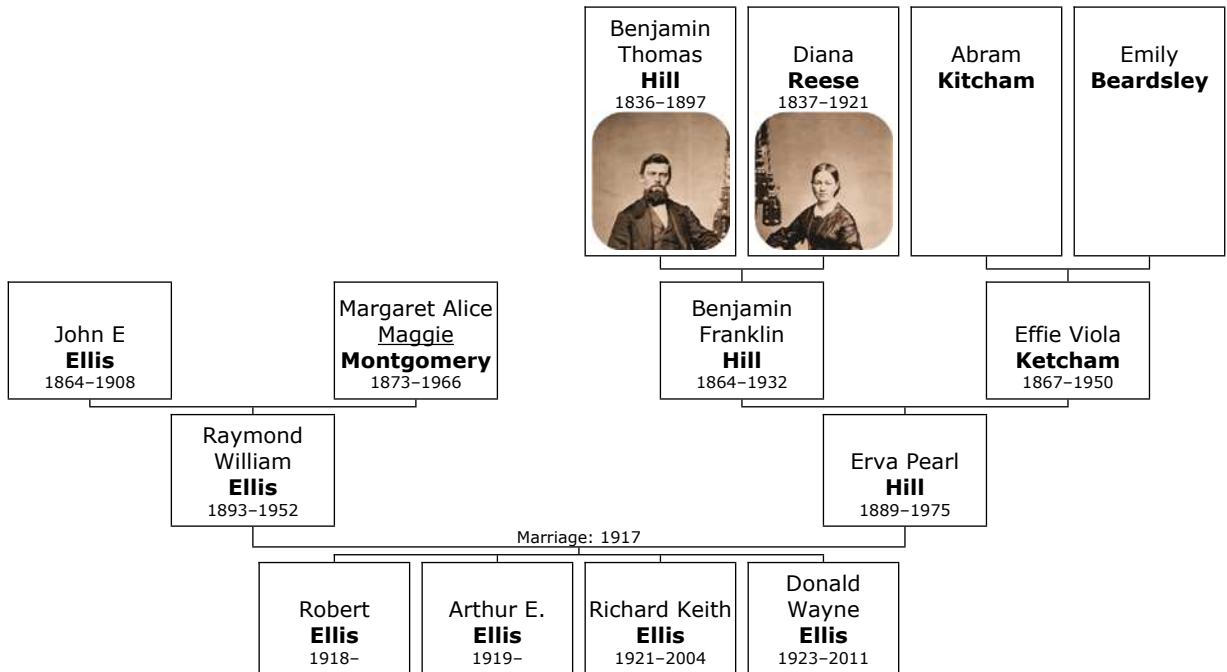 Benjamin
Thomas
Hill
1836–1897
Diana
Reese
1837–1921
Abram
Kitcham
Emily
Beardsley
John E
Ellis
1864–1908
Margaret Alice
Maggie
Montgomery
1873–1966
Benjamin
Franklin
Hill
1864–1932
Effie Viola
Ketcham
1867–1950
Raymond
William
Ellis
1893–1952
Erva Pearl
Hill
1889–1975
Marriage: 1917
Robert
Ellis
1918–
Arthur E.
Ellis
1919–
Richard Keith
Ellis
1921–2004
Donald
Wayne
Ellis
1923–2011